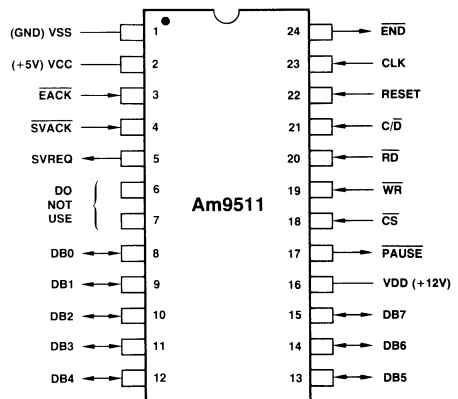 (GND) VSS 1 24 END
(+5V) VCC 2 23 CLK
EACK 3 22 RESET
SVACK 4 21 C/D
SVREQ 5 20 RD
DO NOT USE 6 19 WR
7 Am9511 18 CS
DB0 8 17 PAUSE
DB1 9 16 VDD (+12V)
DB2 10 15 DB7
DB3 11 14 DB6
DB4 12 13 DB5